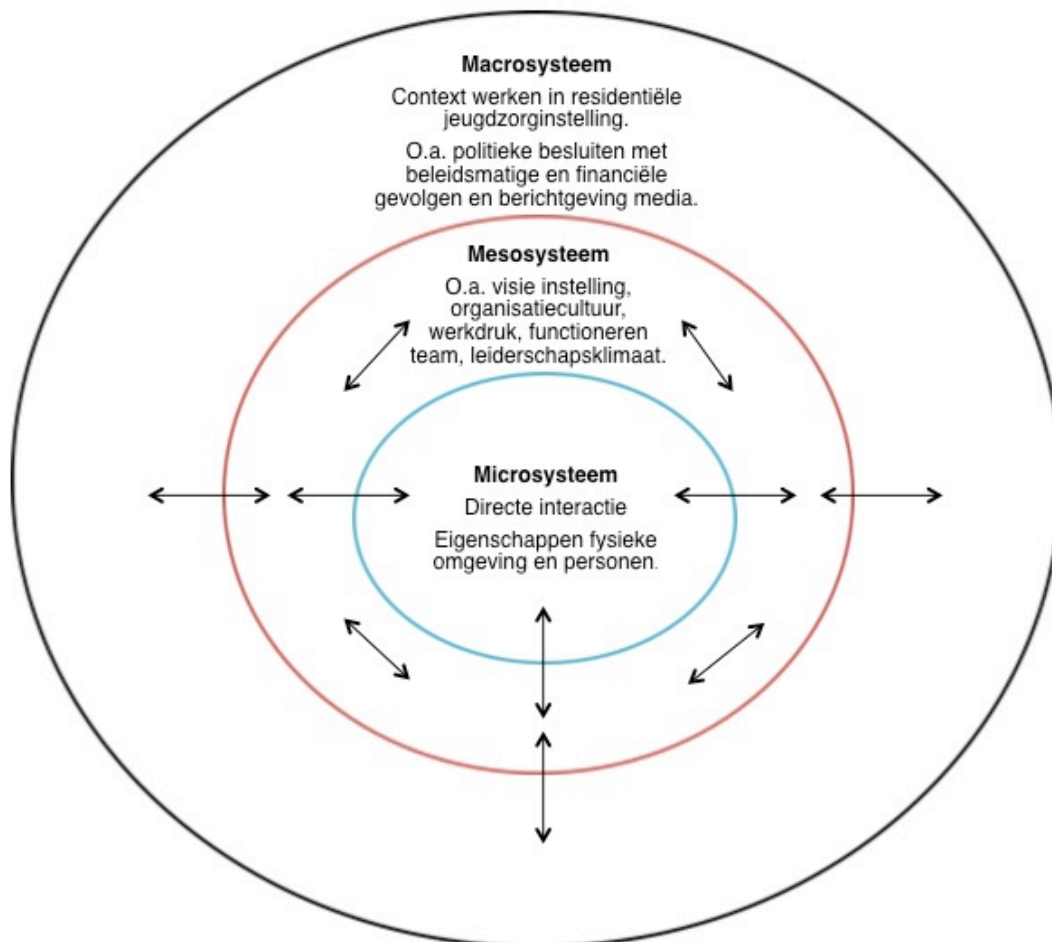 Macrosysteem
Context werken in residentiële
jeugdzorginstelling.
O.a. politieke besluiten met
beleidsmatige en financiële
gevolgen en berichtgeving media.
Mesosysteem
O.a. visie instelling,
organisatiecultuur,
werkdruk, functioneren
team, leiderschapsklimaat.
Microsysteem
Directe interactie
Eigenschappen fysieke
omgeving en personen.